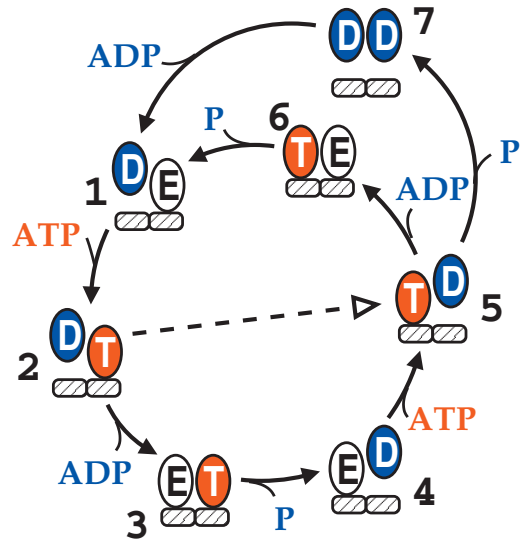 D D 7
ADP
P 6 T E P
D E
1
ADP
ATP
T D 5
D T
2
ATP
ADP
E T E D
3 P 4